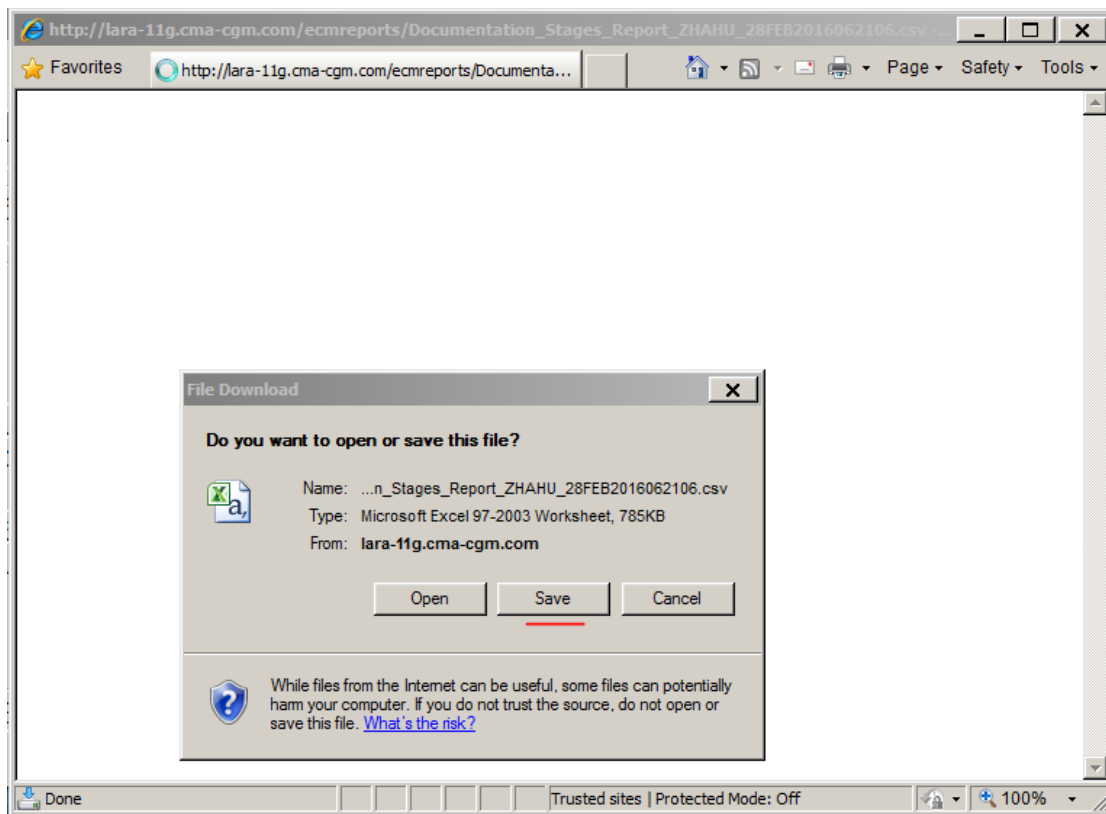 http://lara-11g.cma-cgm.com/ecmreports/Documentation_Stages_Report_ZHAHU_28FEB2016062106.csv -...
Favorites
http://lara-11g.cma-cgm.com/ecmreports/Documenta...
Page
Safety
Tools
File Download
Do you want to open or save this file?
Name: ...n_Stages_Report_ZHAHU_28FEB2016062106.csv
Type: Microsoft Excel 97-2003 Worksheet, 785KB
From: lara-11g.cma-cgm.com
Open
Save
Cancel
While files from the Internet can be useful, some files can potentially
harm your computer. If you do not trust the source, do not open or
save this file. What's the risk?
Done
Trusted sites | Protected Mode: Off
100%